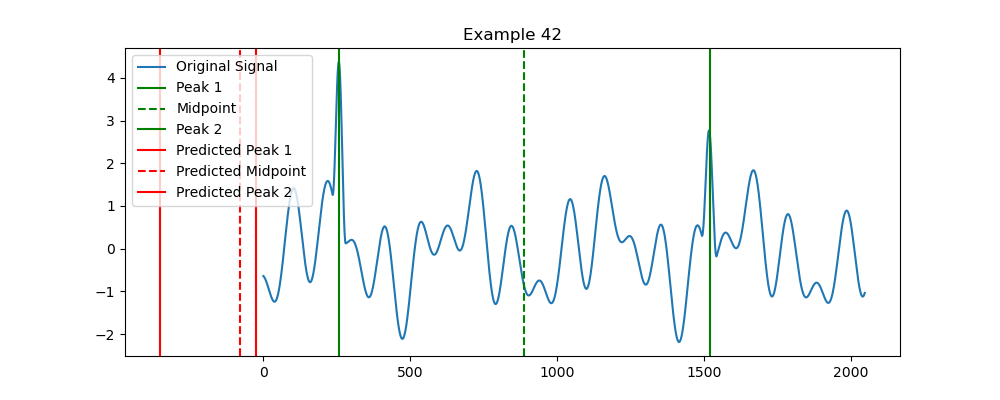 Example 42
Original Signal
Peak 1
Midpoint
Peak 2
Predicted Peak 1
Predicted Midpoint
Predicted Peak 2
4
3
2
1
0
−1
−2
0 500 1000 1500 2000